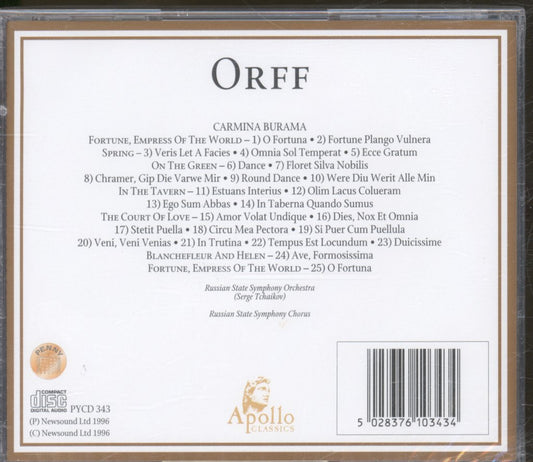 ORFF
CARMINA BURAMA
FORTUNE, EMPRESS OF THE WORLD – 1) O Fortuna • 2) Fortune Plango Vulnera
SPRING – 3) Veris Let A Facies • 4) Omnia Sol Temperat • 5) Ecce Gratum
ON THE GREEN – 6) Dance • 7) Floret Silva Nobilis
8) Chramer, Gip Die Varwe Mir • 9) Round Dance • 10) Were Diu Werit Alle Min
IN THE TAVERN – 11) Estuans Interius • 12) Olim Lacus Colueram
13) Ego Sum Abbas • 14) In Taberna Quando Sumus
THE COURT OF LOVE – 15) Amor Volat Undique • 16) Dies, Nox Et Omnia
17) Stetit Puella • 18) Circu Mea Pectora • 19) Si Puer Cum Puellula
20) Veni, Veni Venias • 21) In Trutina • 22) Tempus Est Locundum • 23) Duicissime
BLANCHEFLEUR AND HELEN – 24) Ave, Formosissima
FORTUNE, EMPRESS OF THE WORLD – 25) O Fortuna
Russian State Symphony Orchestra
(Serge Tchaikov)
Russian State Symphony Chorus
PENNY
COMPACT
disc
DIGITAL AUDIO
PYCD 343
(P) Newsound Ltd 1996
(C) Newsound Ltd 1996
Apollo
CLASSICS
5 028376 103434